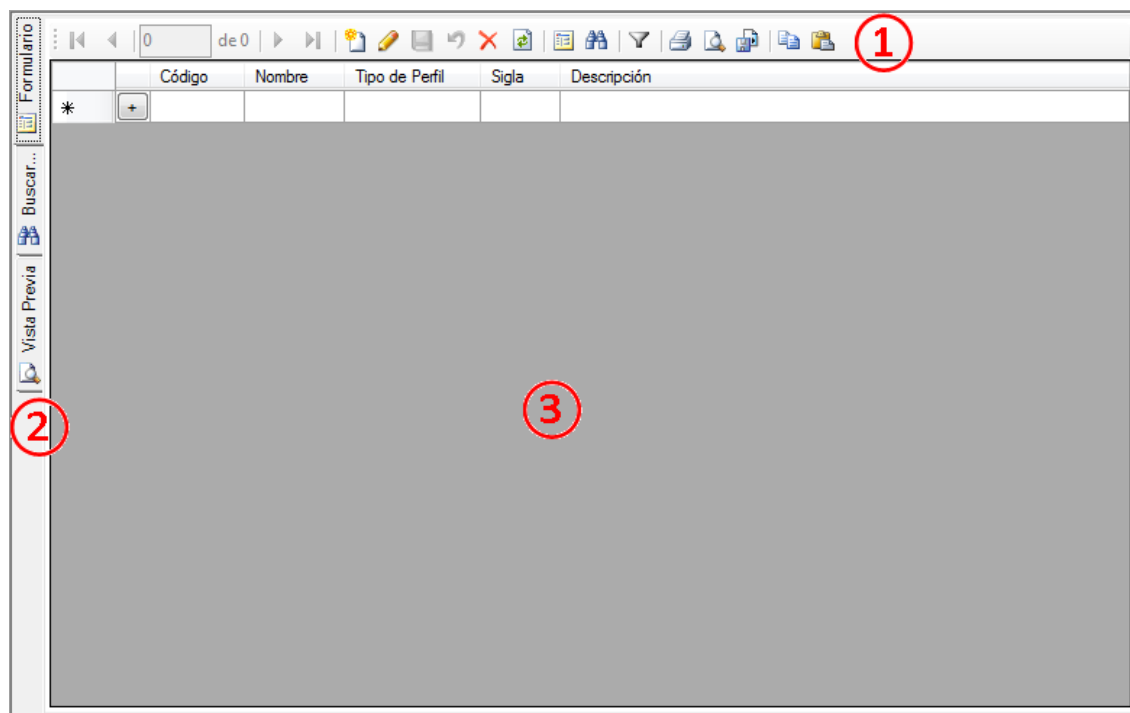 0 de 0
1
Código Nombre Tipo de Perfil Sigla Descripción
+
Formulario
Buscar...
Vista Previa
2
3